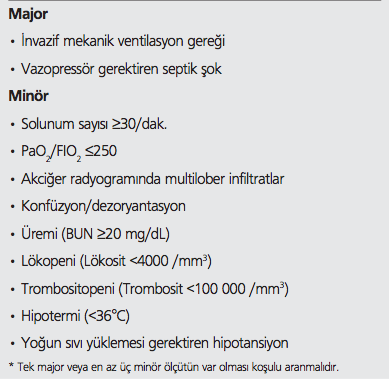 Major
• İnvazif mekanik ventilasyon gereği
• Vazopressör gerektiren septik şok
Minör
• Solunum sayısı ≥30/dak.
• PaO₂/FIO₂ ≤250
• Akciğer radyogramında multilober infiltratlar
• Konfüzyon/dezoryantasyon
• Üremi (BUN ≥20 mg/dL)
• Lökopeni (Lökosit <4000 /mm³)
• Trombositopeni (Trombosit <100 000 /mm³)
• Hipotermi (<36°C)
• Yoğun sıvı yüklemesi gerektiren hipotansiyon
* Tek major veya en az üç minör ölçütün var olması koşulu aranmalıdır.